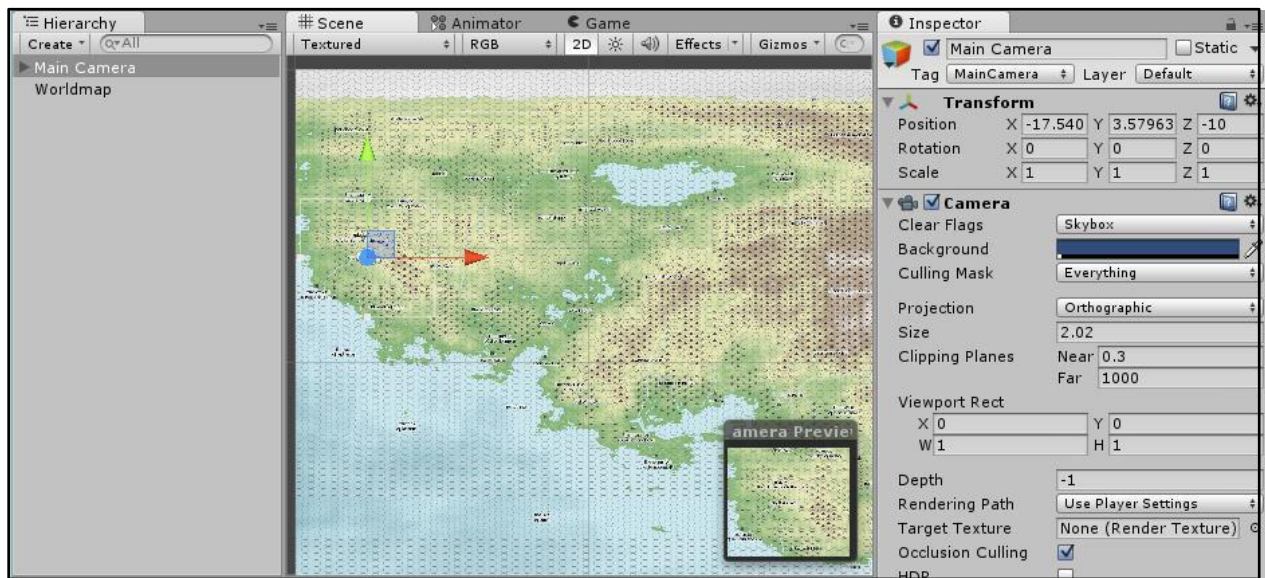 Hierarchy
Create All
Main Camera
Worldmap
Scene Animator Game
Textured RGB 2D Effects Gizmos
amera Previe
Inspector
Main Camera Static
Tag MainCamera Layer Default
Transform
Position X -17.540 Y 3.57963 Z -10
Rotation X 0 Y 0 Z 0
Scale X 1 Y 1 Z 1
Camera
Clear Flags Skybox
Background
Culling Mask Everything
Projection Orthographic
Size 2.02
Clipping Planes Near 0.3
Far 1000
Viewport Rect
X 0 Y 0
W 1 H 1
Depth -1
Rendering Path Use Player Settings
Target Texture None (Render Texture)
Occlusion Culling
HDR